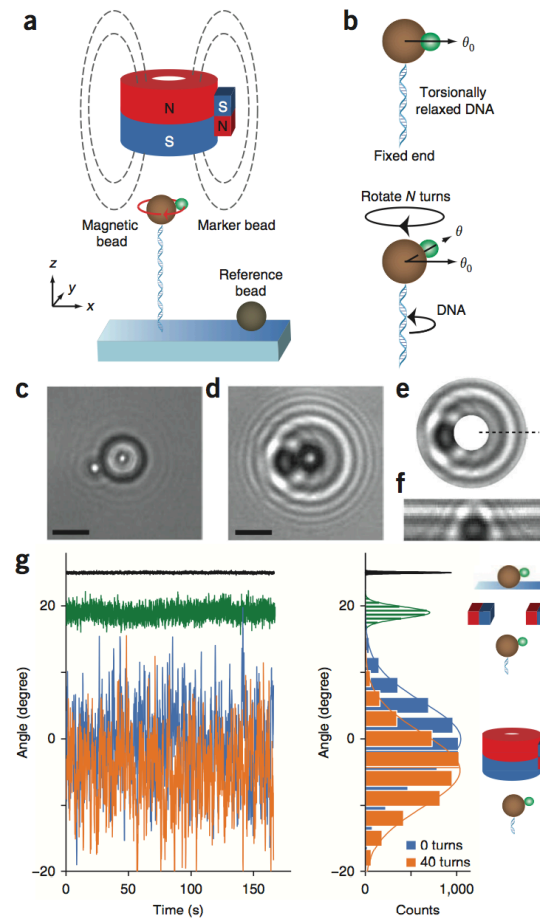 a
N
S
S
N
Magnetic
bead
Marker bead
Reference
bead
z
y
x
b
θ0
Torsionally
relaxed DNA
Fixed end
Rotate N turns
θ
θ0
DNA
c
d
e
f
g
20
0
−20
Angle (degree)
0
50
100
150
Time (s)
20
0
−20
Angle (degree)
0 turns
40 turns
0
1,000
Counts